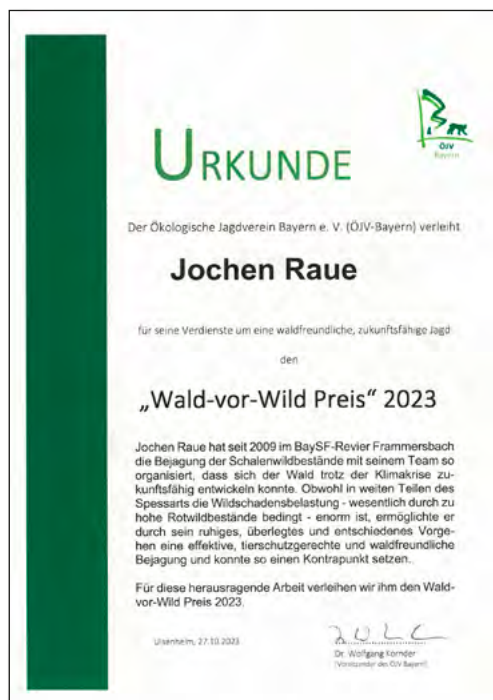 ÖJV
Bayern
URKUNDE
Der Ökologische Jagdverein Bayern e. V. (ÖJV-Bayern) verleiht
Jochen Raue
für seine Verdienste um eine waldfreundliche, zukunftsfähige Jagd
den
„Wald-vor-Wild Preis" 2023
Jochen Raue hat seit 2009 im BaySF-Revier Frammersbach
die Bejagung der Schalenwildbestände mit seinem Team so
organisiert, dass sich der Wald trotz der Klimakrise zu-
kunftsfähig entwickeln konnte. Obwohl in weiten Teilen des
Spessarts die Wildschadensbelastung - wesentlich durch zu
hohe Rotwildbestände bedingt - enorm ist, ermöglichte er
durch sein ruhiges, überlegtes und entschiedenes Vorge-
hen eine effektive, tierschutzgerechte und waldfreundliche
Bejagung und konnte so einen Kontrapunkt setzen.
Für diese herausragende Arbeit verleihen wir ihm den Wald-
vor-Wild Preis 2023.
Uisenheim, 27.10.2023
Dr. Wolfgang Kornder
(Vorsitzender des ÖJV Bayern)